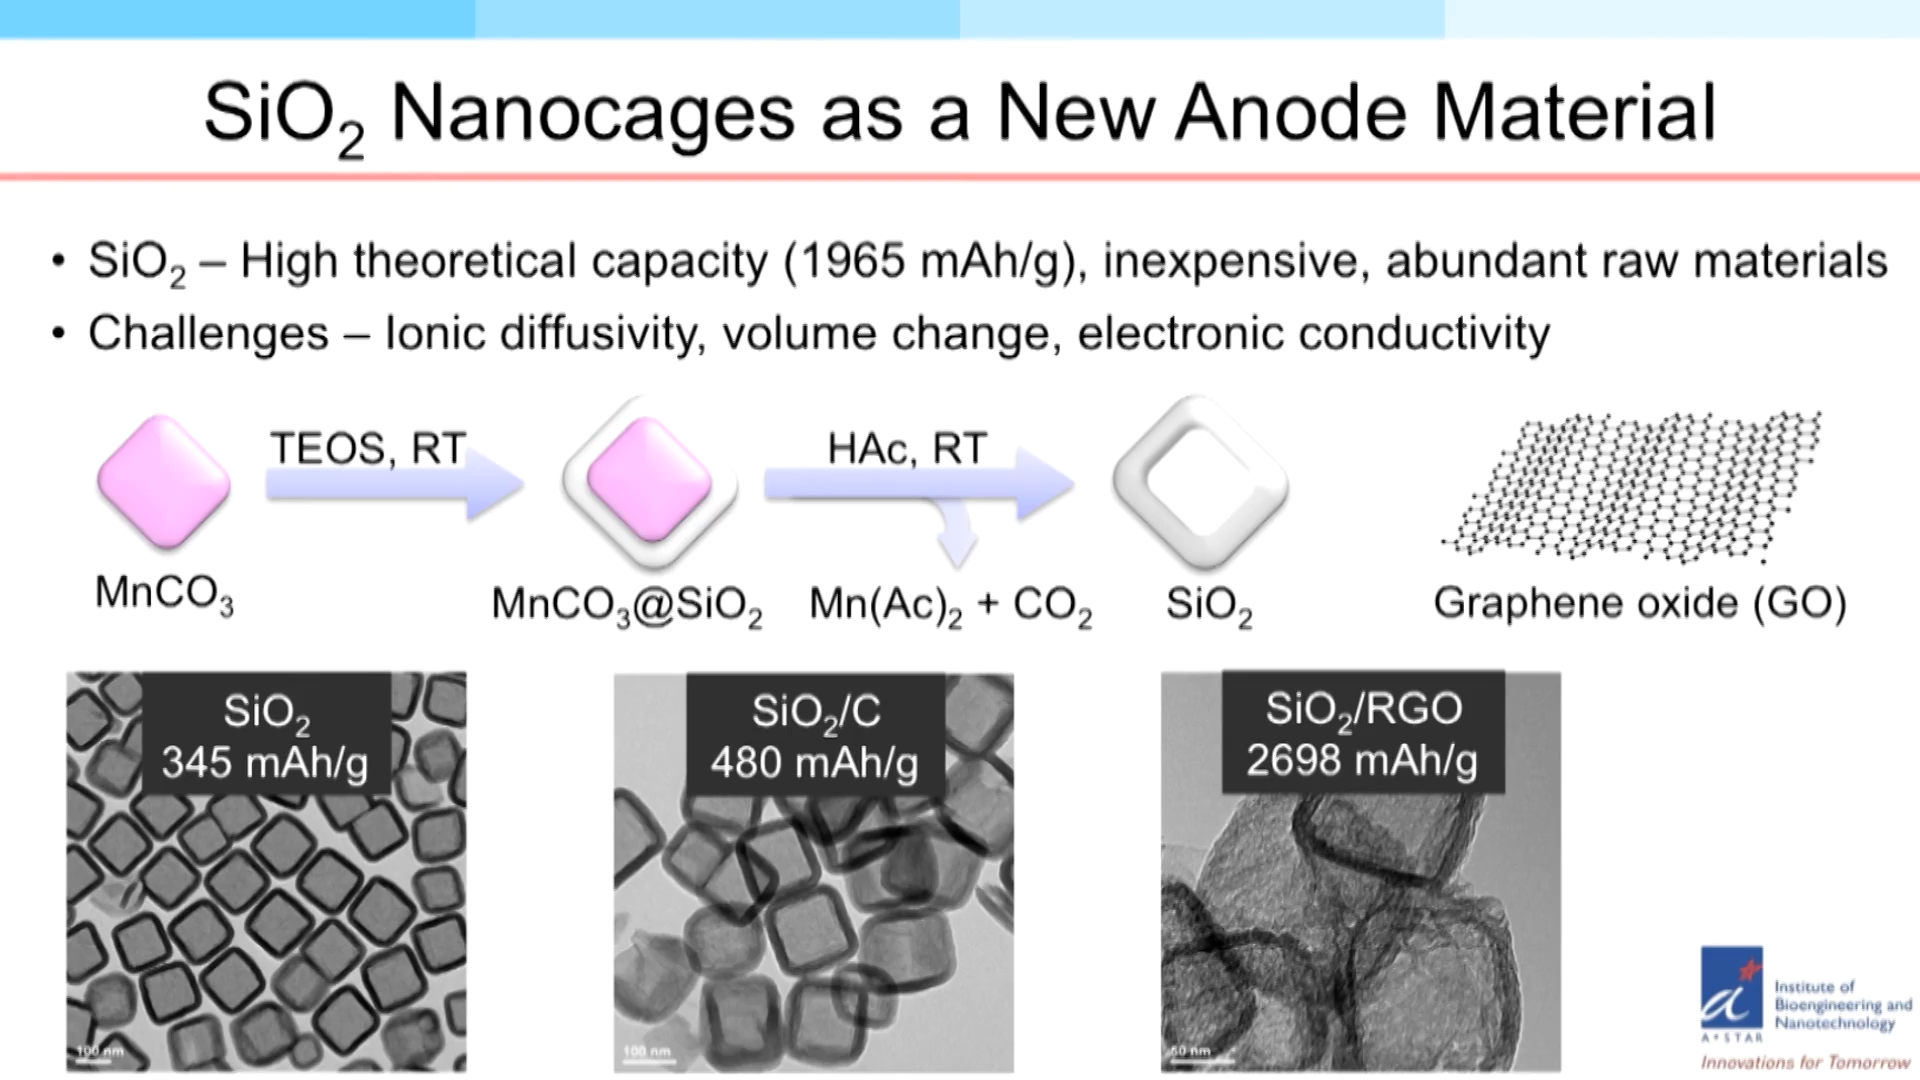 SiO₂ Nanocages as a New Anode Material
• SiO₂ – High theoretical capacity (1965 mAh/g), inexpensive, abundant raw materials
• Challenges – Ionic diffusivity, volume change, electronic conductivity
TEOS, RT
HAc, RT
MnCO₃
MnCO₃@SiO₂
Mn(Ac)₂ + CO₂
SiO₂
Graphene oxide (GO)
SiO₂
345 mAh/g
100 nm
SiO₂/C
480 mAh/g
100 nm
SiO₂/RGO
2698 mAh/g
50 nm
a
A*STAR
Institute of
Bioengineering and
Nanotechnology
Innovations for Tomorrow